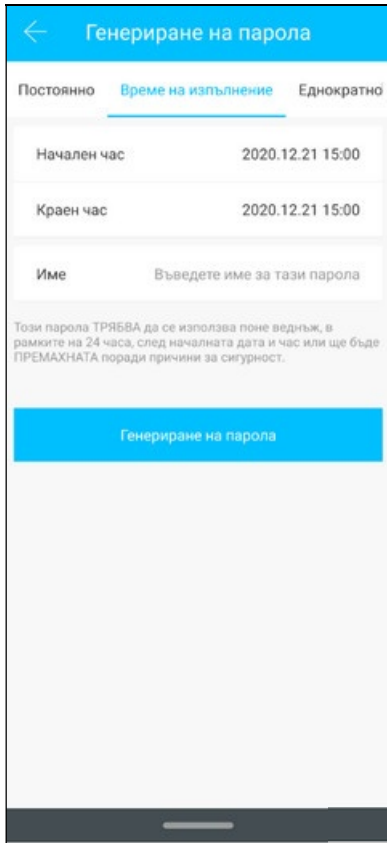 Генериране на парола
Постоянно Време на изпълнение Еднократно
Начален час 2020.12.21 15:00
Краен час 2020.12.21 15:00
Име Въведете име за тази парола
Този парола ТРЯБВА да се използва поне веднъж, в
рамките на 24 часа, след началната дата и час или ще бъде
ПРЕМАХНАТА поради причини за сигурност.
Генериране на парола